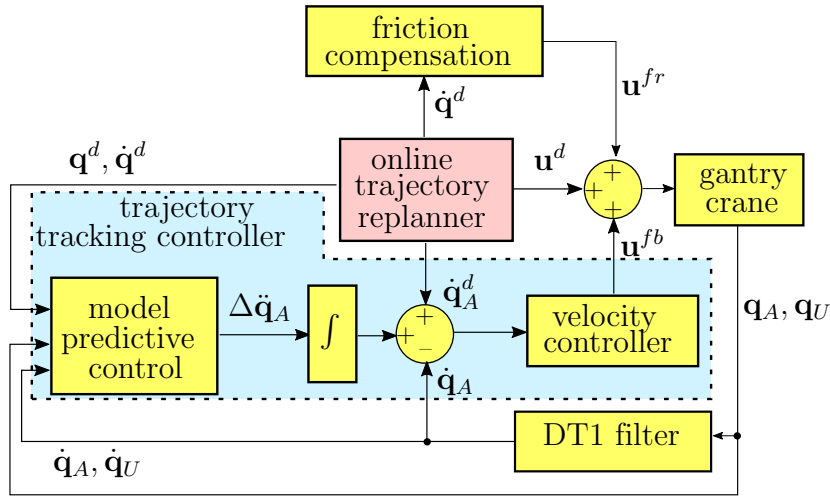 friction
compensation
u^{fr}
q̇^d
q^d, q̇^d
online
trajectory
replanner
u^d
+
+
+
gantry
crane
trajectory
tracking controller
u^{fb}
q̇_A^d
q_A, q_U
model
predictive
control
Δq̈_A
∫
+
+
−
velocity
controller
q̇_A
DT1 filter
q̇_A, q̇_U